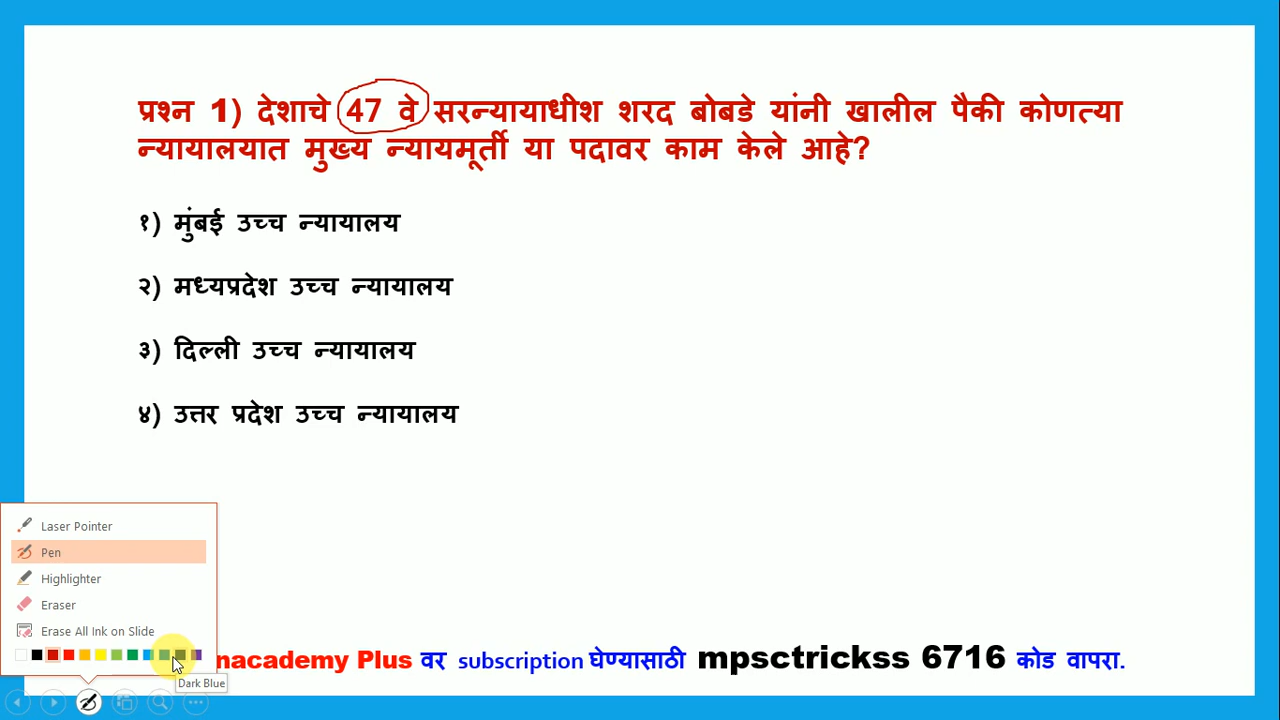 प्रश्न 1) देशाचे 47 वे सरन्यायाधीश शरद बोबडे यांनी खालील पैकी कोणत्या
न्यायालयात मुख्य न्यायमूर्ती या पदावर काम केले आहे?
१) मुंबई उच्च न्यायालय
२) मध्यप्रदेश उच्च न्यायालय
३) दिल्ली उच्च न्यायालय
४) उत्तर प्रदेश उच्च न्यायालय
Laser Pointer
Pen
Highlighter
Eraser
Erase All Ink on Slide
nacademy Plus वर subscription घेण्यासाठी mpsctrickss 6716 कोड वापरा.
Dark Blue